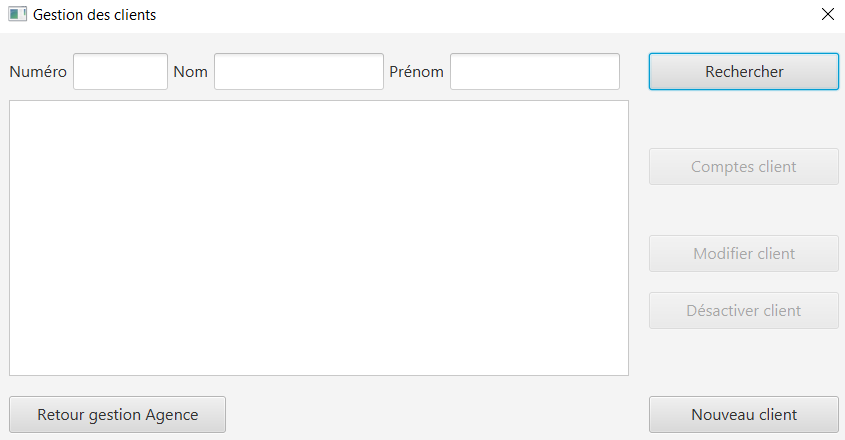 Gestion des clients
Numéro Nom Prénom Rechercher
Comptes client
Modifier client
Désactiver client
Retour gestion Agence Nouveau client